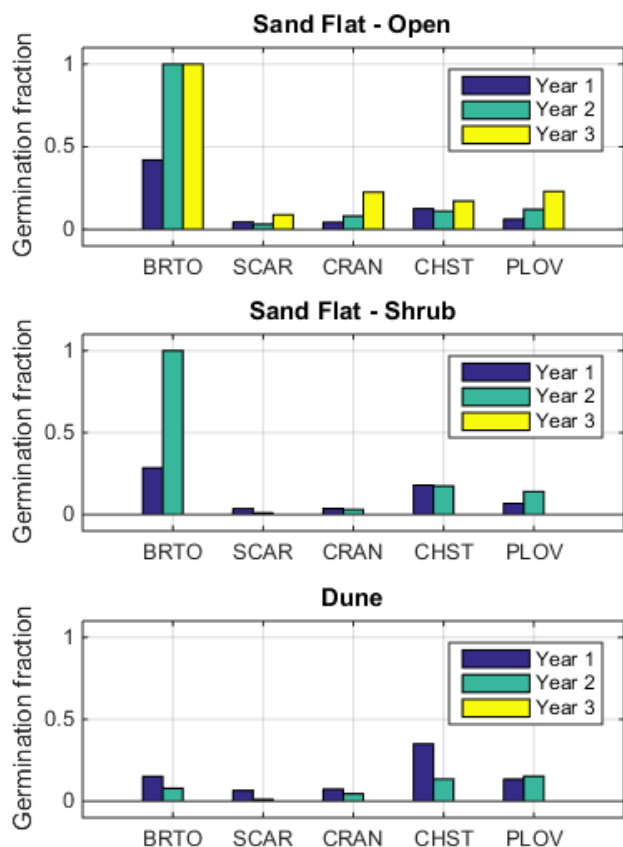 Sand Flat - Open
Germination fraction
1
0.5
0
Year 1
Year 2
Year 3
BRTO SCAR CRAN CHST PLOV
Sand Flat - Shrub
Germination fraction
1
0.5
0
Year 1
Year 2
Year 3
BRTO SCAR CRAN CHST PLOV
Dune
Germination fraction
1
0.5
0
Year 1
Year 2
Year 3
BRTO SCAR CRAN CHST PLOV